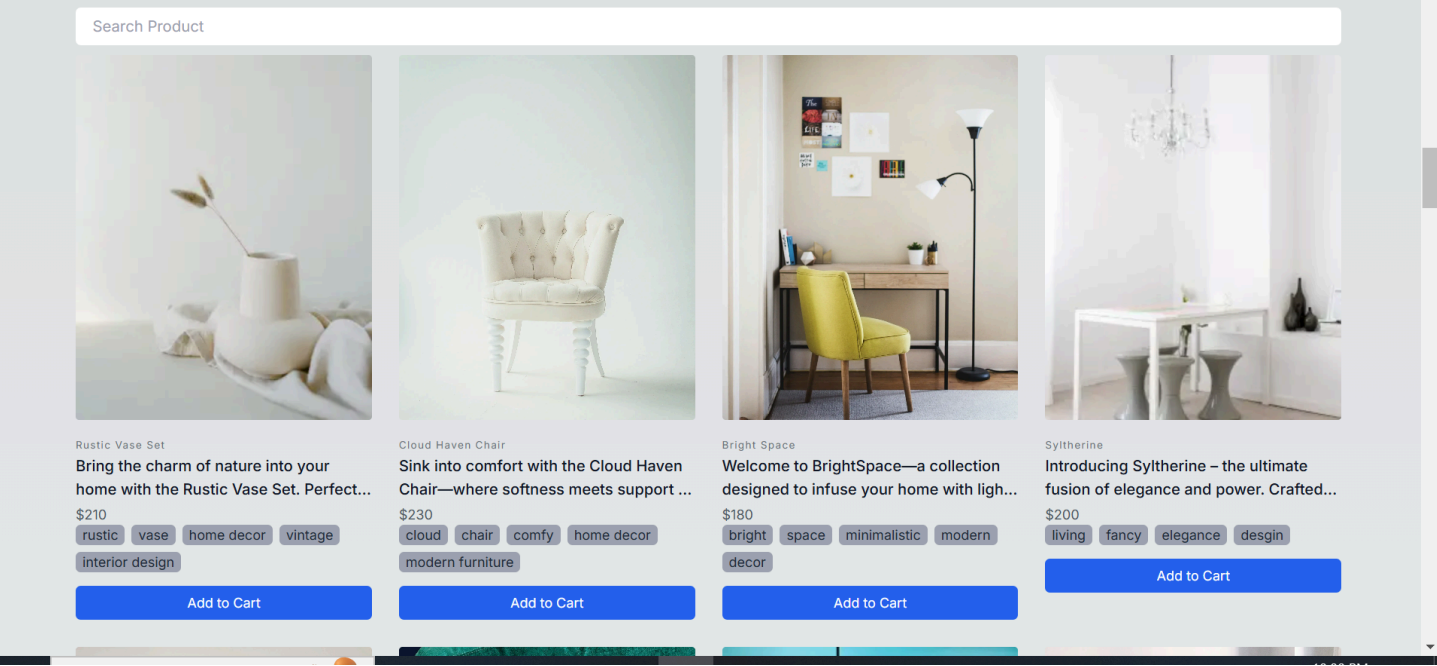 Search Product
The
LIFE
Rustic Vase Set
Bring the charm of nature into your
home with the Rustic Vase Set. Perfect...
$210
rustic vase home decor vintage
interior design
Add to Cart
Cloud Haven Chair
Sink into comfort with the Cloud Haven
Chair—where softness meets support ...
$230
cloud chair comfy home decor
modern furniture
Add to Cart
Bright Space
Welcome to BrightSpace—a collection
designed to infuse your home with ligh...
$180
bright space minimalistic modern
decor
Add to Cart
Syltherine
Introducing Syltherine – the ultimate
fusion of elegance and power. Crafted...
$200
living fancy elegance desgin
Add to Cart